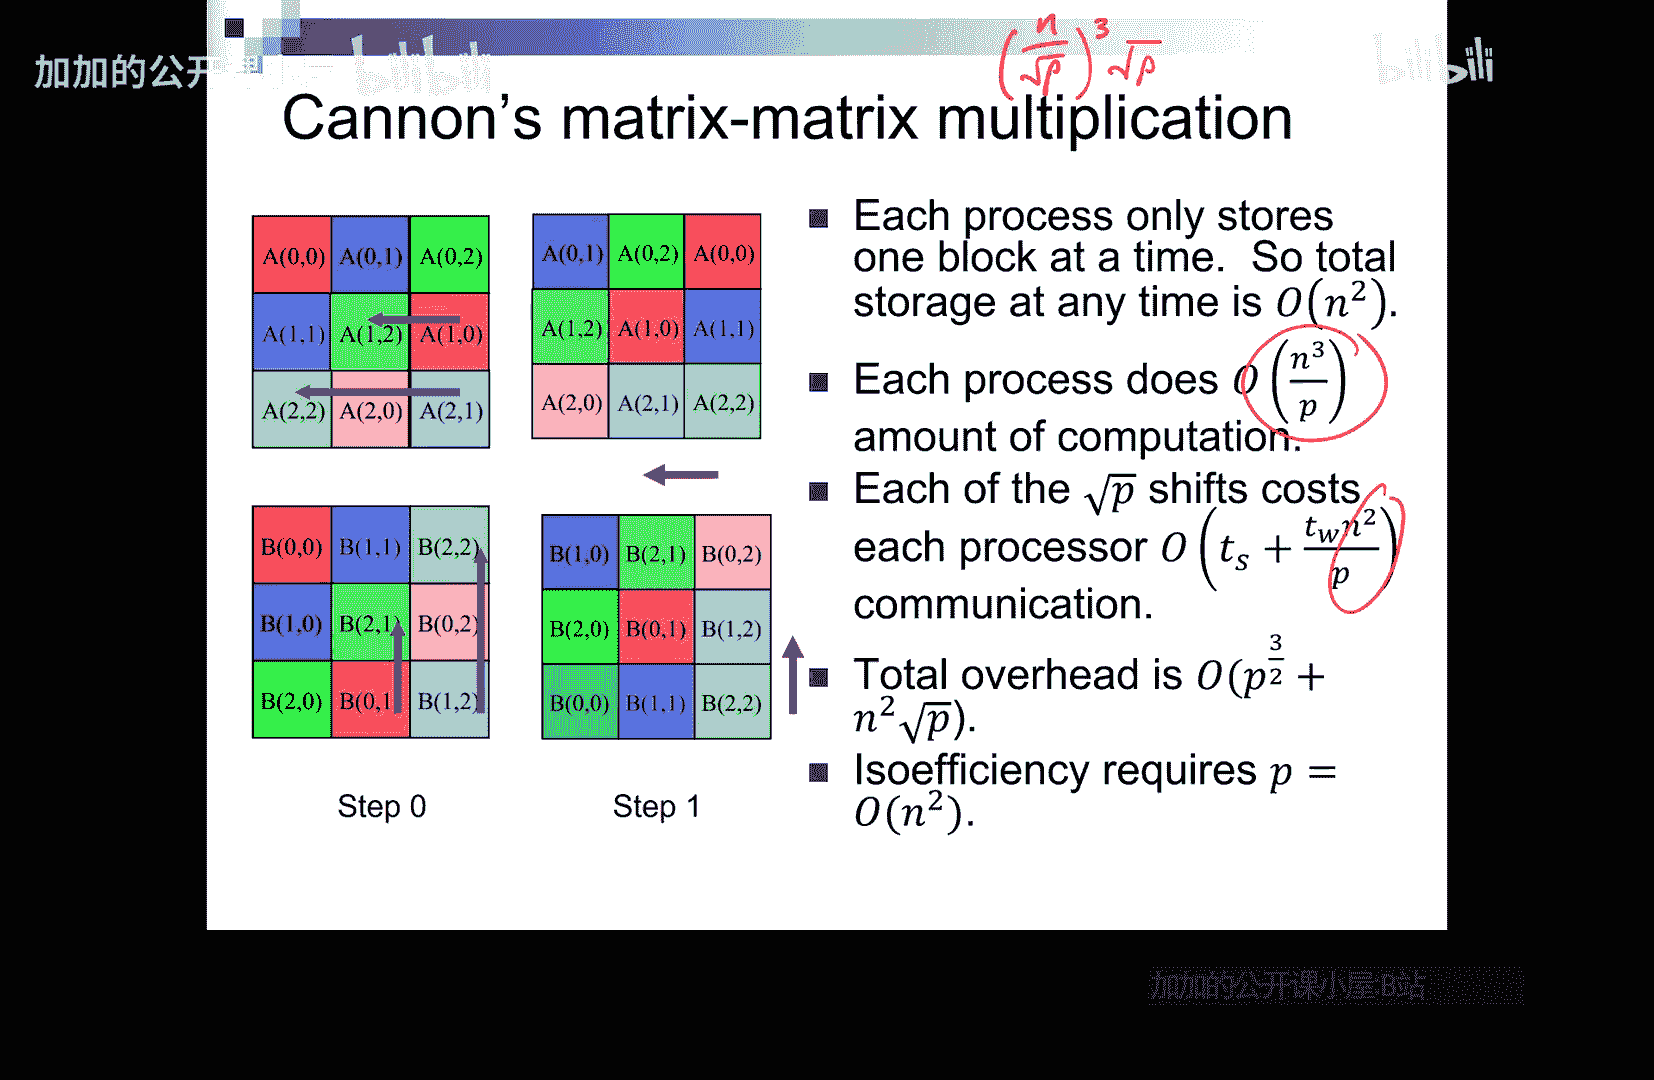 加加的公开
bilibili
bilibili
(n/√p)³ √p
Cannon's matrix-matrix multiplication
A(0,0) A(0,1) A(0,2)
A(1,1) A(1,2) A(1,0)
A(2,2) A(2,0) A(2,1)
A(0,1) A(0,2) A(0,0)
A(1,2) A(1,0) A(1,1)
A(2,0) A(2,1) A(2,2)
B(0,0) B(1,1) B(2,2)
B(1,0) B(2,1) B(0,2)
B(2,0) B(0,1) B(1,2)
B(1,0) B(2,1) B(0,2)
B(2,0) B(0,1) B(1,2)
B(0,0) B(1,1) B(2,2)
Step 0
Step 1
Each process only stores
one block at a time. So total
storage at any time is O(n²).
Each process does O(n³/p)
amount of computation.
Each of the √p shifts costs
each processor O(t_s + t_w n²/p)
communication.
Total overhead is O(p^(3/2) +
n²√p).
Isoefficiency requires p =
O(n²).
加加的公开课小屋 B站